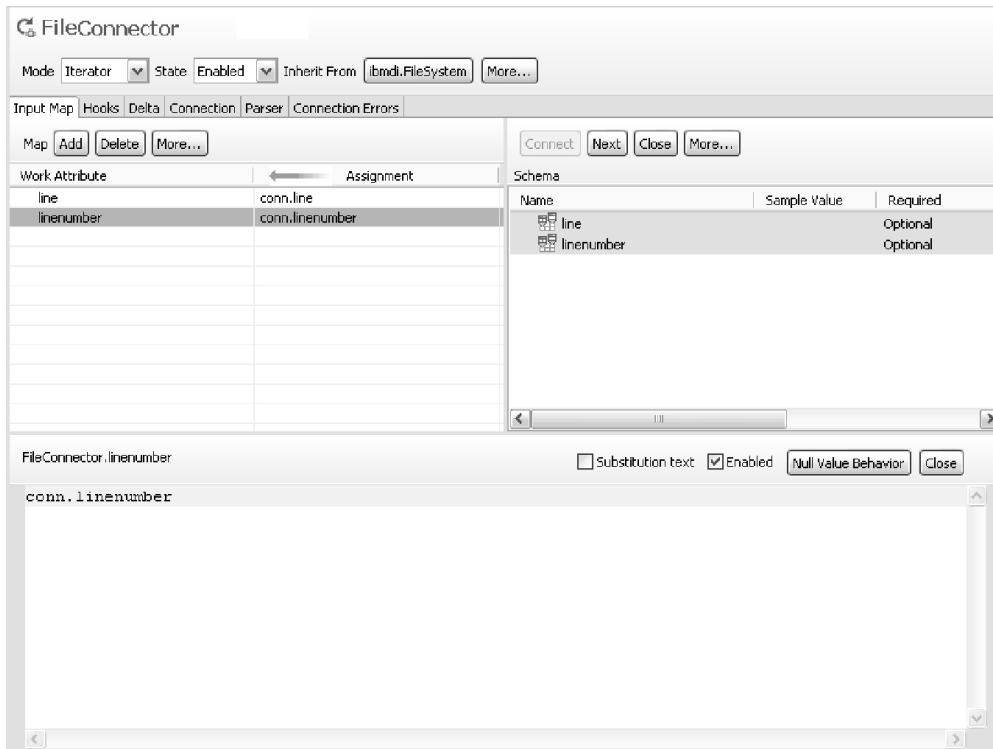 FileConnector
Mode Iterator State Enabled Inherit From ibmdi.FileSystem More...
Input Map Hooks Delta Connection Parser Connection Errors
Map Add Delete More...
Connect Next Close More...
Work Attribute Assignment
Schema
line conn.line
linenumber conn.linenumber
Name Sample Value Required
line Optional
linenumber Optional
FileConnector.linenumber
Substitution text Enabled Null Value Behavior Close
conn.linenumber